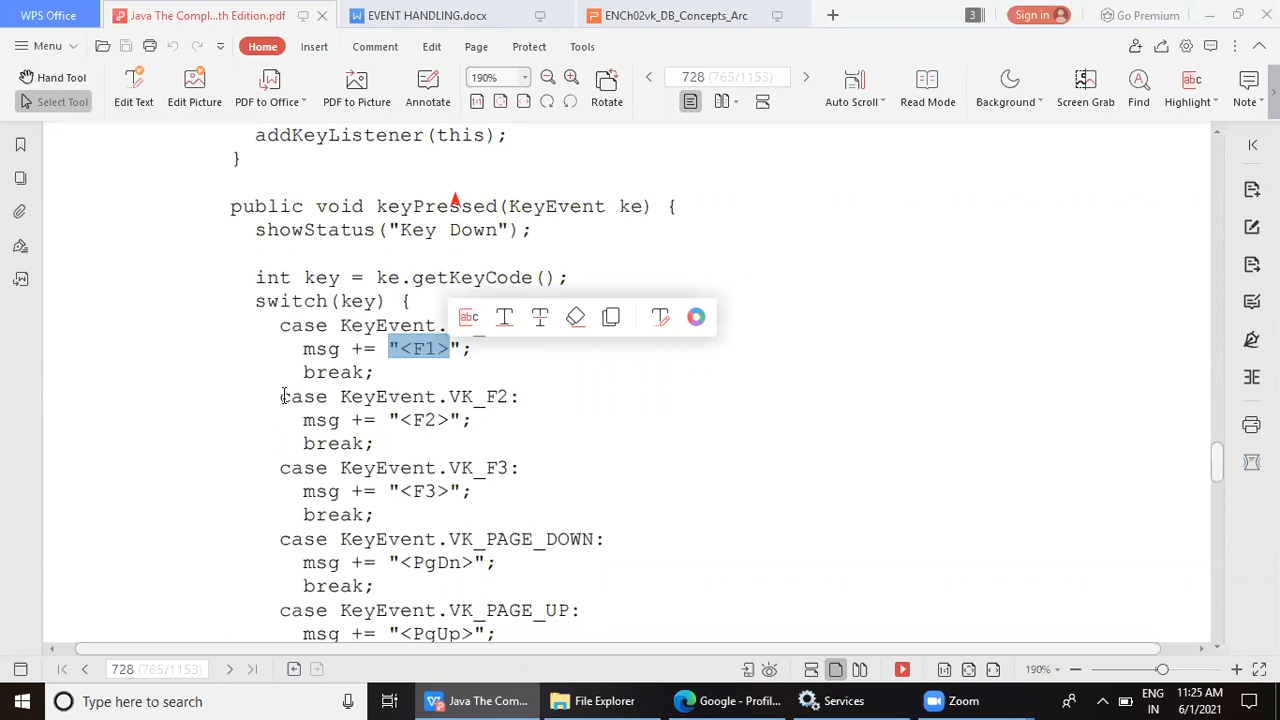 Java The Compl...th Edition.pdf
EVENT HANDLING.docx
ENCh02vk_DB_Concepts_Ar
WPS Office
3
Sign in
Go Premium
Menu
Home
Insert
Comment
Edit
Page
Protect
Tools
Hand Tool
Select Tool
Edit Text
Edit Picture
PDF to Office
PDF to Picture
Annotate
190%
Rotate
728 (765/1153)
Auto Scroll
Read Mode
Background
Screen Grab
Find
Highlight
Note
addKeyListener(this);
}
public void keyPressed(KeyEvent ke) {
showStatus("Key Down");
int key = ke.getKeyCode();
switch(key) {
case KeyEvent.
msg += "<F1>";
break;
case KeyEvent.VK_F2:
msg += "<F2>";
break;
case KeyEvent.VK_F3:
msg += "<F3>";
break;
case KeyEvent.VK_PAGE_DOWN:
msg += "<PgDn>";
break;
case KeyEvent.VK_PAGE_UP:
msg += "<PgUp>";
728 (765/1153)
190%
Type here to search
Java The Com...
File Explorer
Google - Profil...
Services
Zoom
ENG
IN
11:25 AM
6/1/2021